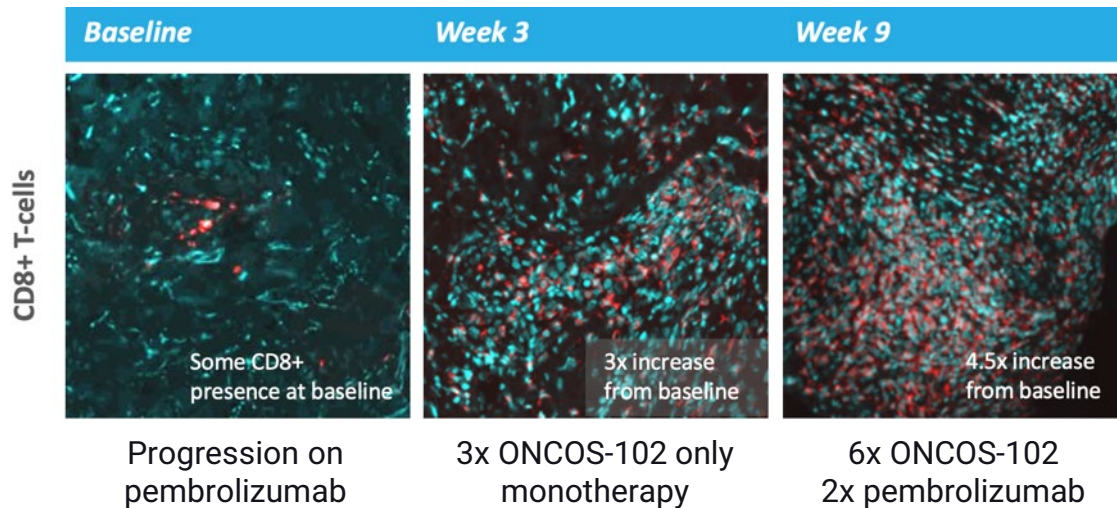 Baseline
Week 3
Week 9
CD8+ T-cells
Some CD8+
presence at baseline
3x increase
from baseline
4.5x increase
from baseline
Progression on
pembrolizumab
3x ONCOS-102 only
monotherapy
6x ONCOS-102
2x pembrolizumab